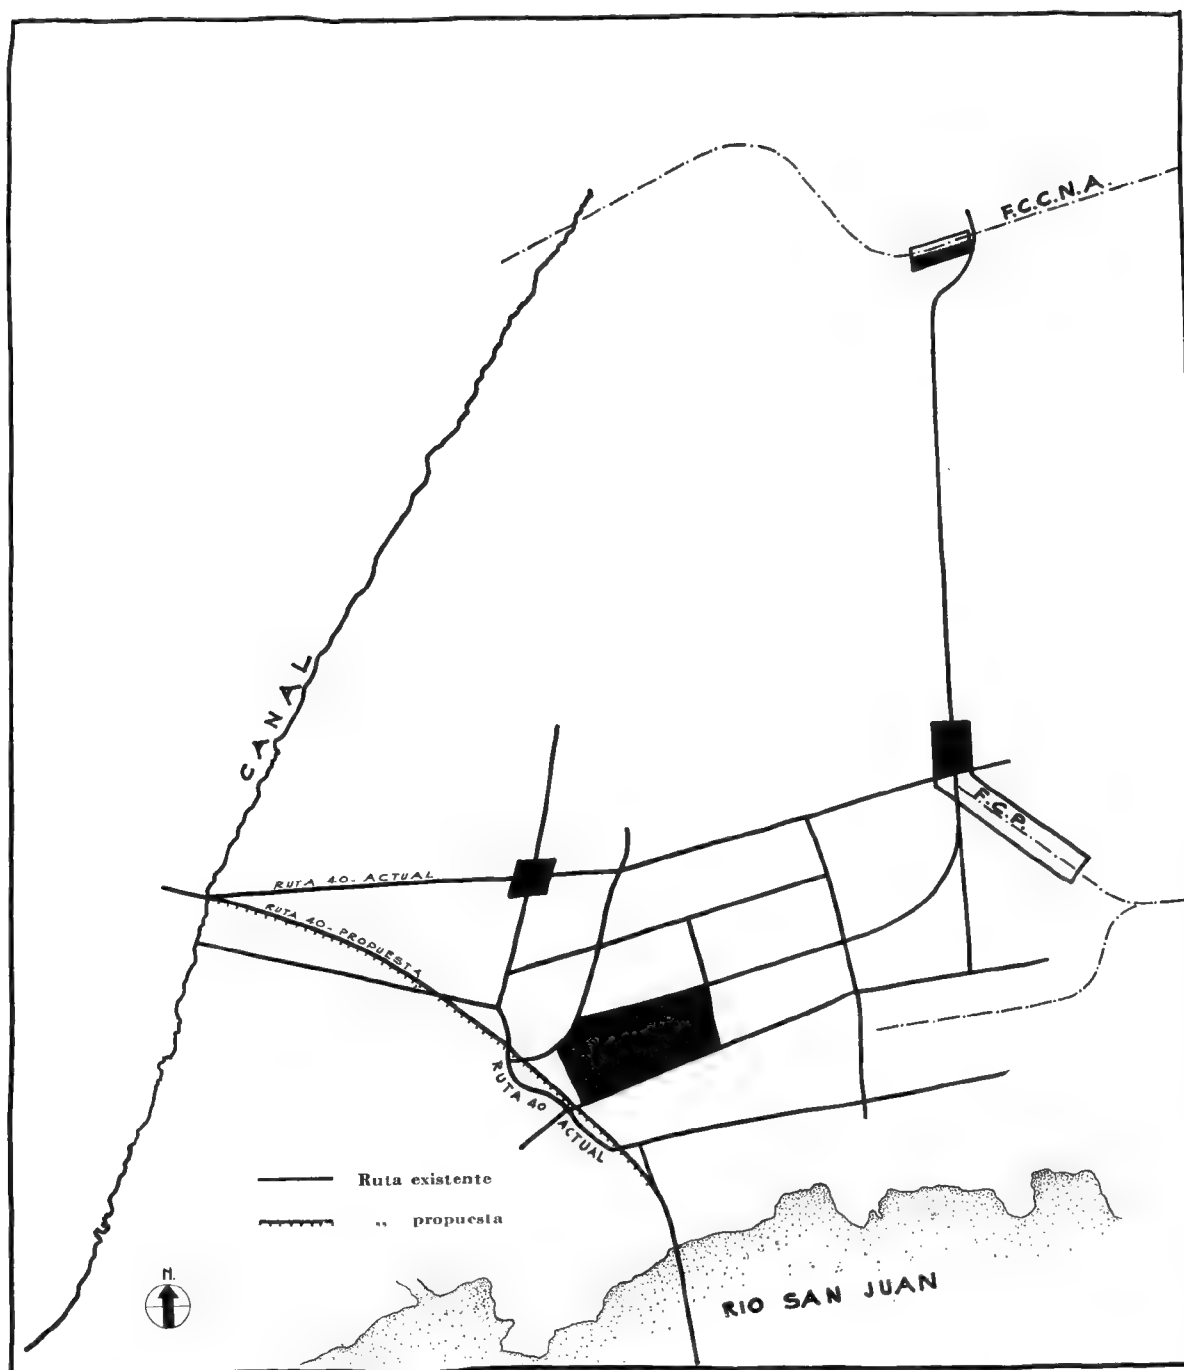 F.C.C.N.A.
CANAL
F.C.P.
RUTA 40- ACTUAL
RUTA 40- PROPUESTA
RUTA 40 ACTUAL
Ruta existente
„ propuesta
N.
RIO SAN JUAN